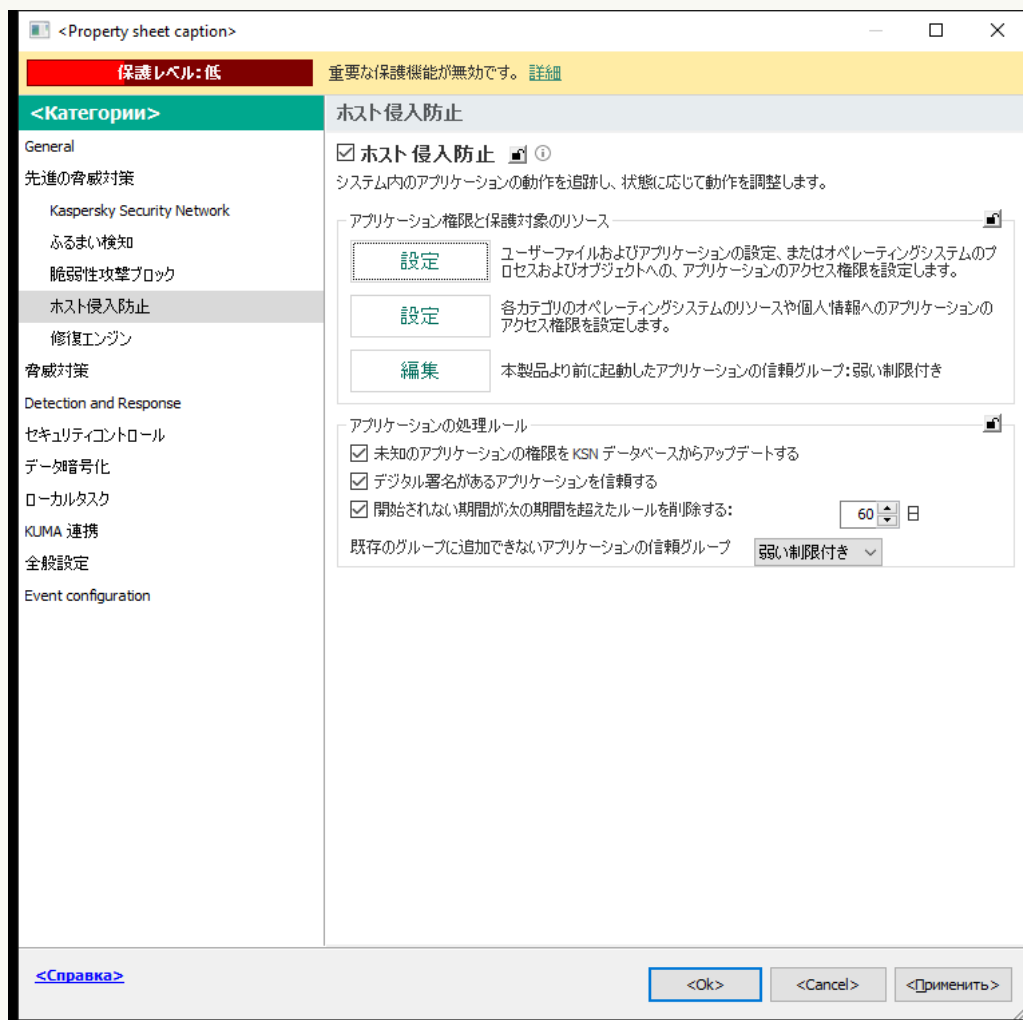 <Property sheet caption>
保護レベル: 低
重要な保護機能が無効です。 詳細
<Категории>
General
先進の脅威対策
Kaspersky Security Network
ふるまい検知
脆弱性攻撃ブロック
ホスト侵入防止
修復エンジン
脅威対策
Detection and Response
セキュリティコントロール
データ暗号化
ローカルタスク
KUMA 連携
全般設定
Event configuration
ホスト侵入防止
ホスト侵入防止
システム内のアプリケーションの動作を追跡し、状態に応じて動作を調整します。
アプリケーション権限と保護対象のリソース
設定
ユーザーファイルおよびアプリケーションの設定、またはオペレーティングシステムのプ
ロセスおよびオブジェクトへの、アプリケーションのアクセス権限を設定します。
設定
各カテゴリのオペレーティングシステムのリソースや個人情報へのアプリケーションの
アクセス権限を設定します。
編集
本製品より前に起動したアプリケーションの信頼グループ: 弱い制限付き
アプリケーションの処理ルール
未知のアプリケーションの権限を KSN データベースからアップデートする
デジタル署名があるアプリケーションを信頼する
開始されない期間が次の期間を超えたルールを削除する: 60 日
既存のグループに追加できないアプリケーションの信頼グループ 弱い制限付き
<Справка>
<Ok> <Cancel> <Применить>